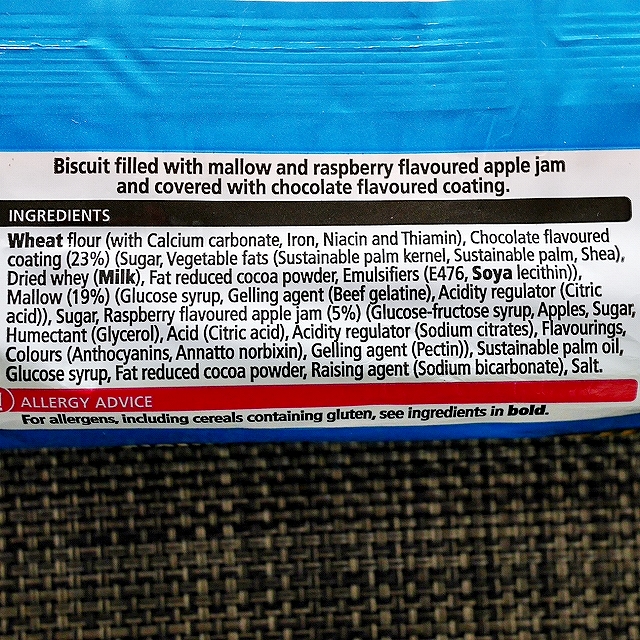 Biscuit filled with mallow and raspberry flavoured apple jam
and covered with chocolate flavoured coating.
INGREDIENTS
Wheat flour (with Calcium carbonate, Iron, Niacin and Thiamin), Chocolate flavoured
coating (23%) (Sugar, Vegetable fats (Sustainable palm kernel, Sustainable palm, Shea),
Dried whey (Milk), Fat reduced cocoa powder, Emulsifiers (E476, Soya lecithin)),
Mallow (19%) (Glucose syrup, Gelling agent (Beef gelatine), Acidity regulator (Citric
acid)), Sugar, Raspberry flavoured apple jam (5%) (Glucose-fructose syrup, Apples, Sugar,
Humectant (Glycerol), Acid (Citric acid), Acidity regulator (Sodium citrates), Flavourings,
Colours (Anthocyanins, Annatto norbixin), Gelling agent (Pectin)), Sustainable palm oil,
Glucose syrup, Fat reduced cocoa powder, Raising agent (Sodium bicarbonate), Salt.
! ALLERGY ADVICE
For allergens, including cereals containing gluten, see ingredients in bold.